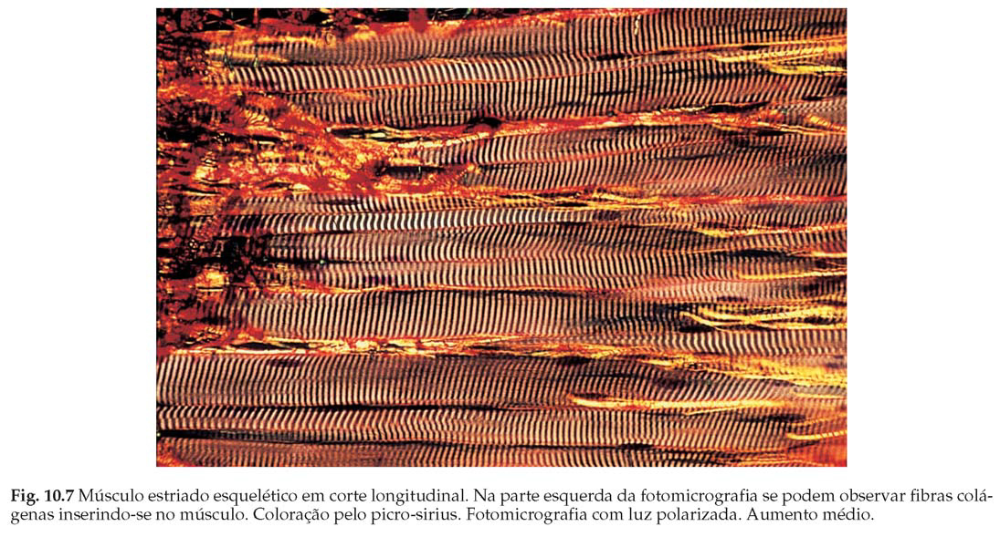 Fig. 10.7 Músculo estriado esquelético em corte longitudinal. Na parte esquerda da fotomicrografia se podem observar fibras colá-
genas inserindo-se no músculo. Coloração pelo picro-sirius. Fotomicrografia com luz polarizada. Aumento médio.